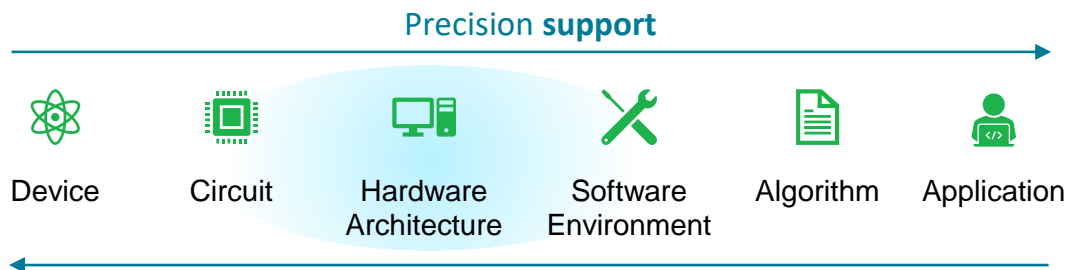 Precision support
Device
Circuit
Hardware
Architecture
Software
Environment
Algorithm
Application